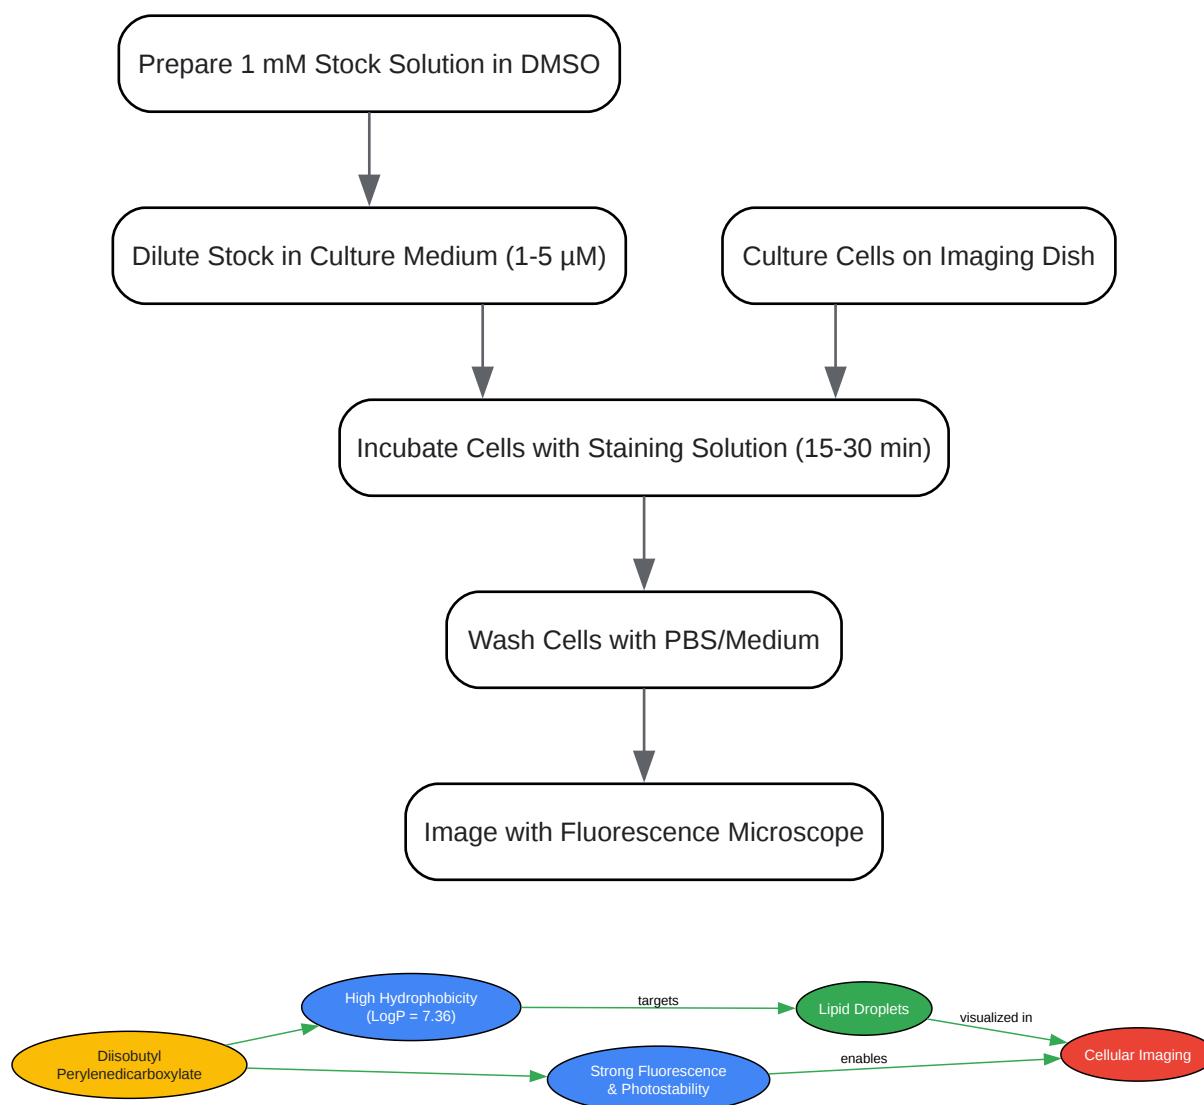 Prepare 1 mM Stock Solution in DMSO
Dilute Stock in Culture Medium (1-5 µM)
Culture Cells on Imaging Dish
Incubate Cells with Staining Solution (15-30 min)
Wash Cells with PBS/Medium
Image with Fluorescence Microscope
Diisobutyl
Perylenedicarboxylate
High Hydrophobicity
(LogP = 7.36)
targets
Lipid Droplets
visualized in
Strong Fluorescence
& Photostability
enables
Cellular Imaging